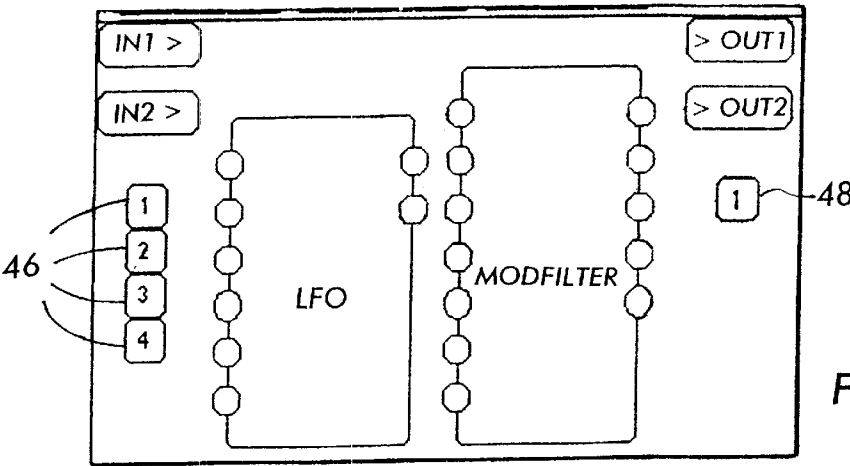 IN1 >
> OUT1
IN2 >
> OUT2
1
1
48
2
46
3
LFO
MODFILTER
4
F